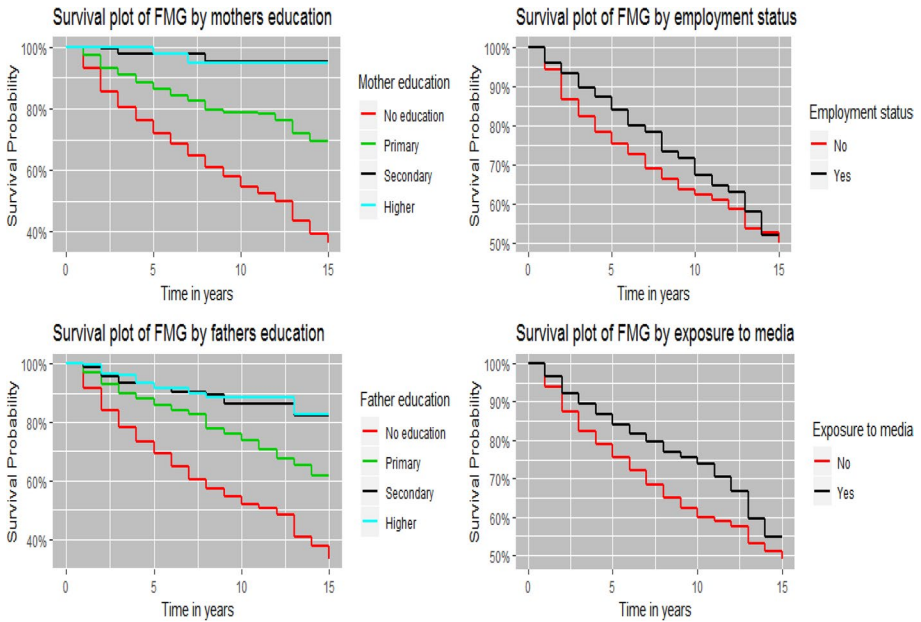 Survival plot of FMG by mothers education
Survival Probability
100%
80%
60%
40%
0
5
10
15
Time in years
Mother education
No education
Primary
Secondary
Higher
Survival plot of FMG by employment status
Survival Probability
100%
90%
80%
70%
60%
50%
0
5
10
15
Time in years
Employment status
No
Yes
Survival plot of FMG by fathers education
Survival Probability
100%
80%
60%
40%
0
5
10
15
Time in years
Father education
No education
Primary
Secondary
Higher
Survival plot of FMG by exposure to media
Survival Probability
100%
90%
80%
70%
60%
50%
0
5
10
15
Time in years
Exposure to media
No
Yes